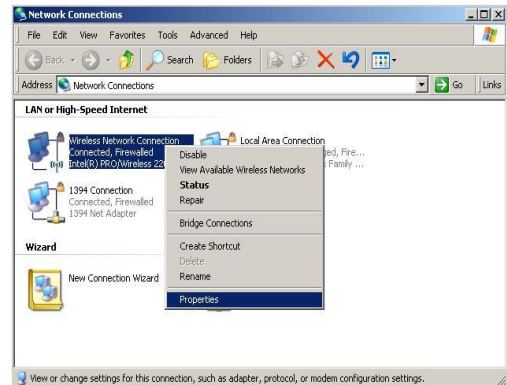 Network Connections
File Edit View Favorites Tools Advanced Help
Back Search Folders
Address Network Connections Go Links
LAN or High-Speed Internet
Wireless Network Connection
Connected, Firewalled
Intel(R) PRO/Wireless 220
Local Area Connection
ged, Fire...
Family ...
1394 Connection
Connected, Firewalled
1394 Net Adapter
Disable
View Available Wireless Networks
Status
Repair
Bridge Connections
Create Shortcut
Delete
Rename
Properties
Wizard
New Connection Wizard
View or change settings for this connection, such as adapter, protocol, or modem configuration settings.